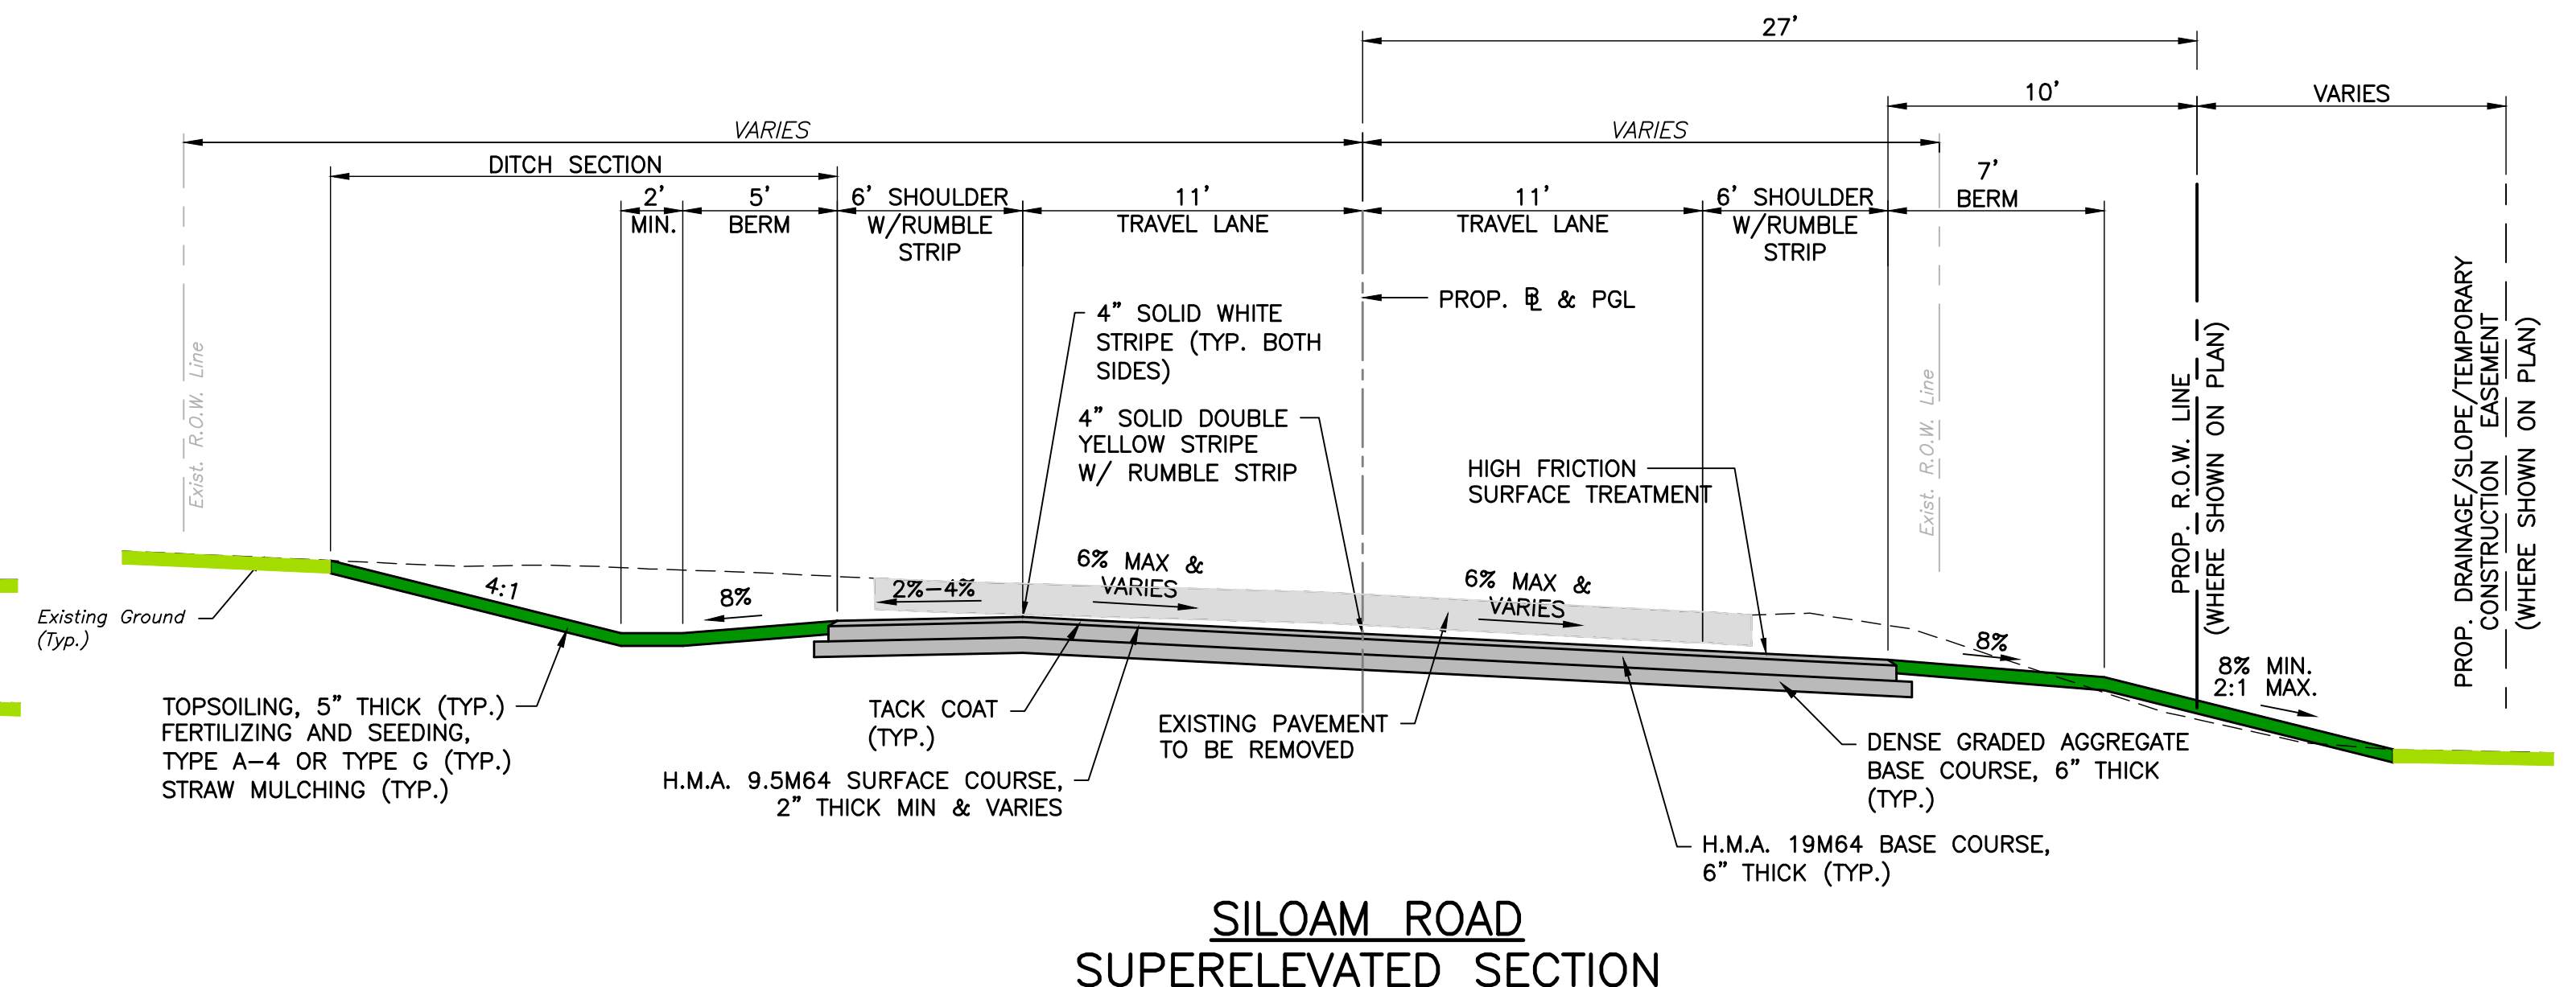 27'
10'
VARIES
VARIES
VARIES
DITCH SECTION
2'
MIN.
5'
BERM
6' SHOULDER
W/RUMBLE
STRIP
11'
TRAVEL LANE
11'
TRAVEL LANE
6' SHOULDER
W/RUMBLE
STRIP
7'
BERM
PROP. BL & PGL
4" SOLID WHITE
STRIPE (TYP. BOTH
SIDES)
4" SOLID DOUBLE
YELLOW STRIPE
W/ RUMBLE STRIP
HIGH FRICTION
SURFACE TREATMENT
Exist. R.O.W. Line
Exist. R.O.W. Line
PROP. R.O.W. LINE
(WHERE SHOWN ON PLAN)
PROP. DRAINAGE/SLOPE/TEMPORARY
CONSTRUCTION EASEMENT
(WHERE SHOWN ON PLAN)
4:1
8%
2%-4%
6% MAX &
VARIES
6% MAX &
VARIES
8%
8% MIN.
2:1 MAX.
Existing Ground
(Typ.)
TOPSOILING, 5" THICK (TYP.)
FERTILIZING AND SEEDING,
TYPE A-4 OR TYPE G (TYP.)
STRAW MULCHING (TYP.)
TACK COAT
(TYP.)
H.M.A. 9.5M64 SURFACE COURSE,
2" THICK MIN & VARIES
EXISTING PAVEMENT
TO BE REMOVED
DENSE GRADED AGGREGATE
BASE COURSE, 6" THICK
(TYP.)
H.M.A. 19M64 BASE COURSE,
6" THICK (TYP.)
SILOAM ROAD
SUPERELEVATED SECTION